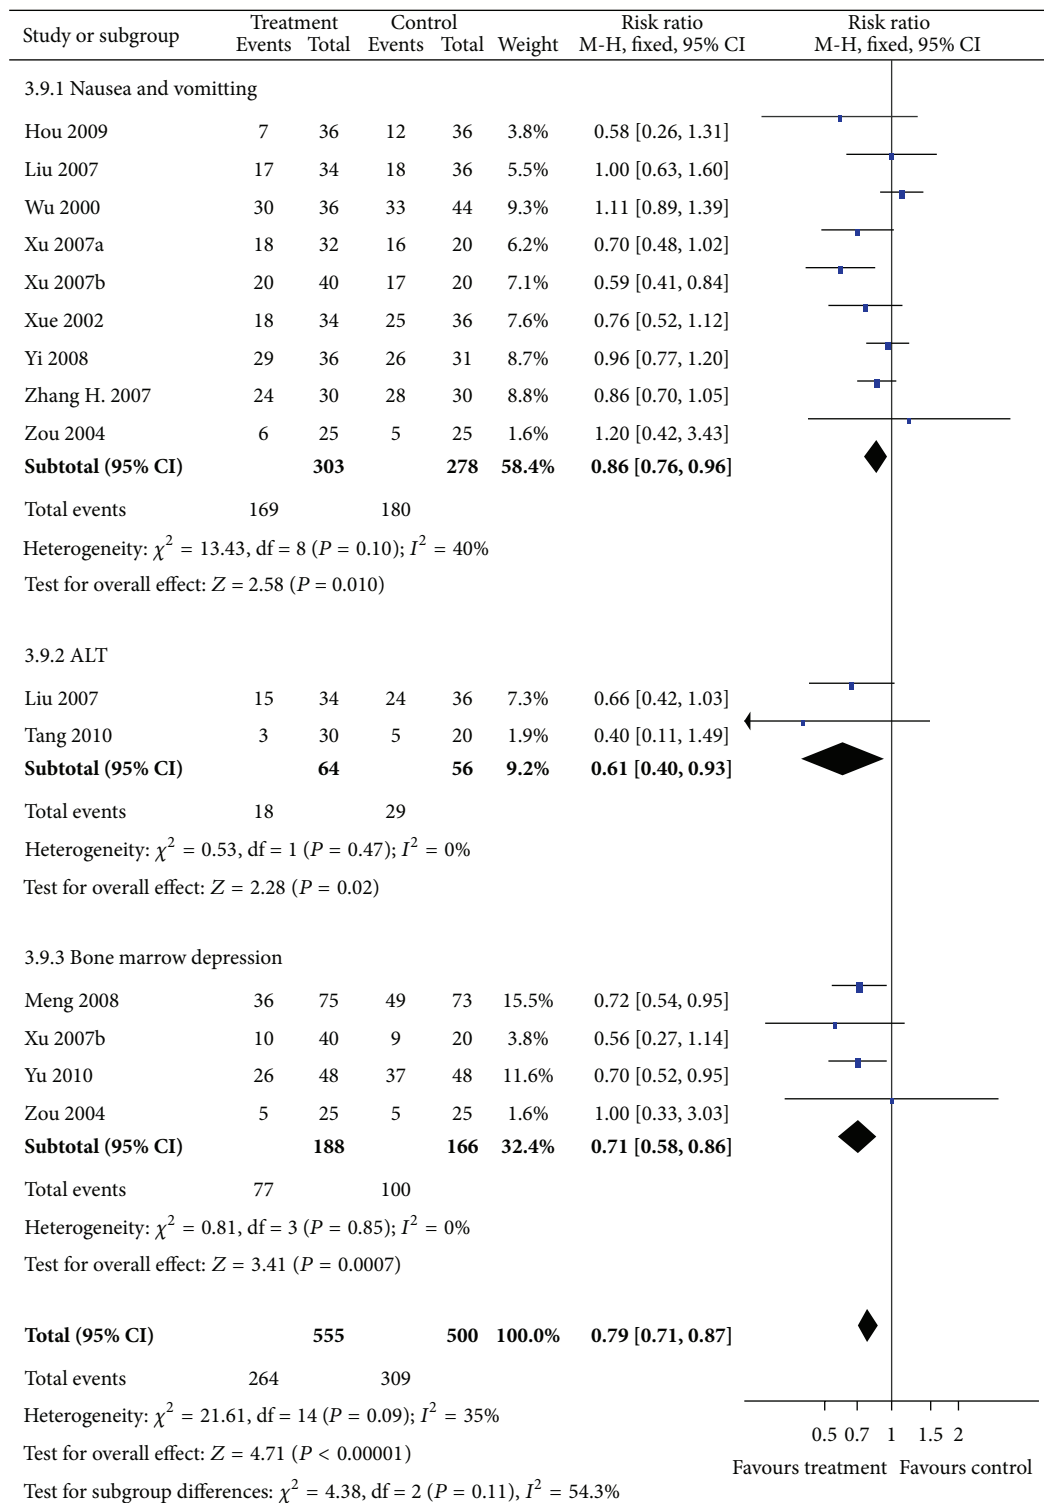 Study or subgroup Treatment Control Risk ratio Risk ratio
Events Total Events Total Weight M-H, fixed, 95% CI M-H, fixed, 95% CI
3.9.1 Nausea and vomitting
Hou 2009 7 36 12 36 3.8% 0.58 [0.26, 1.31]
Liu 2007 17 34 18 36 5.5% 1.00 [0.63, 1.60]
Wu 2000 30 36 33 44 9.3% 1.11 [0.89, 1.39]
Xu 2007a 18 32 16 20 6.2% 0.70 [0.48, 1.02]
Xu 2007b 20 40 17 20 7.1% 0.59 [0.41, 0.84]
Xue 2002 18 34 25 36 7.6% 0.76 [0.52, 1.12]
Yi 2008 29 36 26 31 8.7% 0.96 [0.77, 1.20]
Zhang H. 2007 24 30 28 30 8.8% 0.86 [0.70, 1.05]
Zou 2004 6 25 5 25 1.6% 1.20 [0.42, 3.43]
Subtotal (95% CI) 303 278 58.4% 0.86 [0.76, 0.96]
Total events 169 180
Heterogeneity: χ² = 13.43, df = 8 (P = 0.10); I² = 40%
Test for overall effect: Z = 2.58 (P = 0.010)
3.9.2 ALT
Liu 2007 15 34 24 36 7.3% 0.66 [0.42, 1.03]
Tang 2010 3 30 5 20 1.9% 0.40 [0.11, 1.49]
Subtotal (95% CI) 64 56 9.2% 0.61 [0.40, 0.93]
Total events 18 29
Heterogeneity: χ² = 0.53, df = 1 (P = 0.47); I² = 0%
Test for overall effect: Z = 2.28 (P = 0.02)
3.9.3 Bone marrow depression
Meng 2008 36 75 49 73 15.5% 0.72 [0.54, 0.95]
Xu 2007b 10 40 9 20 3.8% 0.56 [0.27, 1.14]
Yu 2010 26 48 37 48 11.6% 0.70 [0.52, 0.95]
Zou 2004 5 25 5 25 1.6% 1.00 [0.33, 3.03]
Subtotal (95% CI) 188 166 32.4% 0.71 [0.58, 0.86]
Total events 77 100
Heterogeneity: χ² = 0.81, df = 3 (P = 0.85); I² = 0%
Test for overall effect: Z = 3.41 (P = 0.0007)
Total (95% CI) 555 500 100.0% 0.79 [0.71, 0.87]
Total events 264 309
Heterogeneity: χ² = 21.61, df = 14 (P = 0.09); I² = 35%
Test for overall effect: Z = 4.71 (P < 0.00001)
Test for subgroup differences: χ² = 4.38, df = 2 (P = 0.11), I² = 54.3%
0.5 0.7 1 1.5 2
Favours treatment Favours control